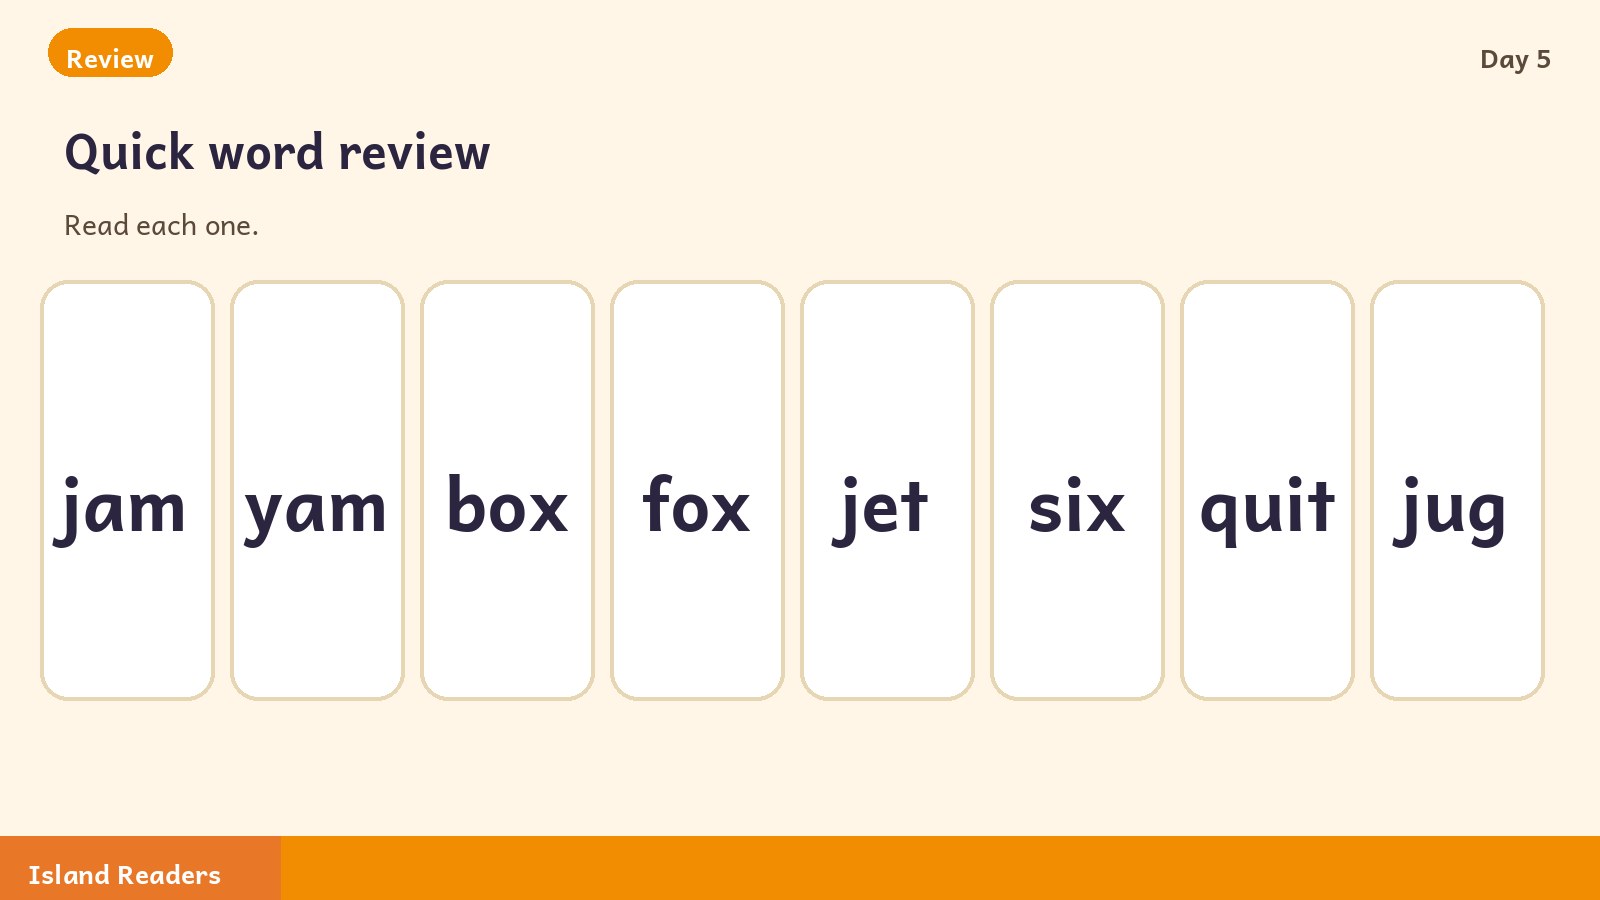 Review
Day 5
Quick word review
Read each one.
jam yam box fox jet six quit jug
Island Readers